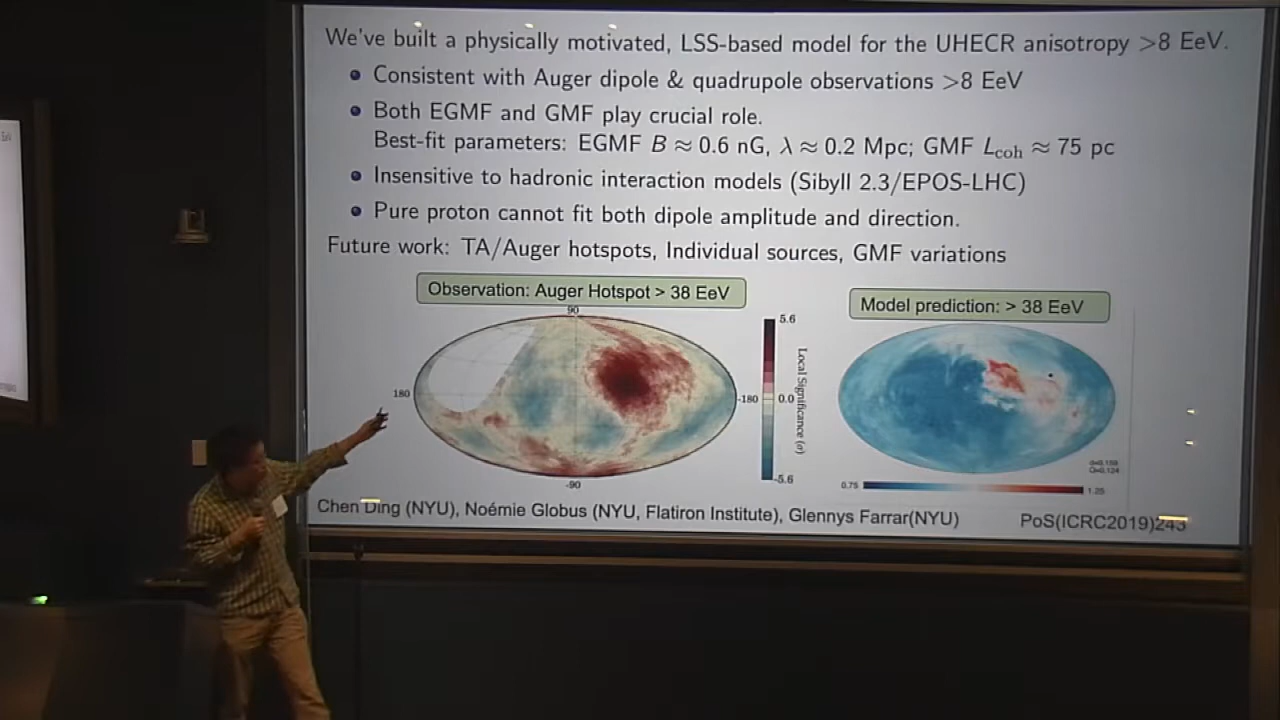 We've built a physically motivated, LSS-based model for the UHECR anisotropy >8 EeV.
Consistent with Auger dipole & quadrupole observations >8 EeV
Both EGMF and GMF play crucial role.
Best-fit parameters: EGMF B ≈ 0.6 nG, λ ≈ 0.2 Mpc; GMF Lcoh ≈ 75 pc
Insensitive to hadronic interaction models (Sibyll 2.3/EPOS-LHC)
Pure proton cannot fit both dipole amplitude and direction.
Future work: TA/Auger hotspots, Individual sources, GMF variations
Observation: Auger Hotspot > 38 EeV
Model prediction: > 38 EeV
90
5.6
180
-180
0.0
Local Significance (σ)
-5.6
-90
0.75
1.25
Chen Ding (NYU), Noémie Globus (NYU, Flatiron Institute), Glennys Farrar(NYU)
PoS(ICRC2019)243